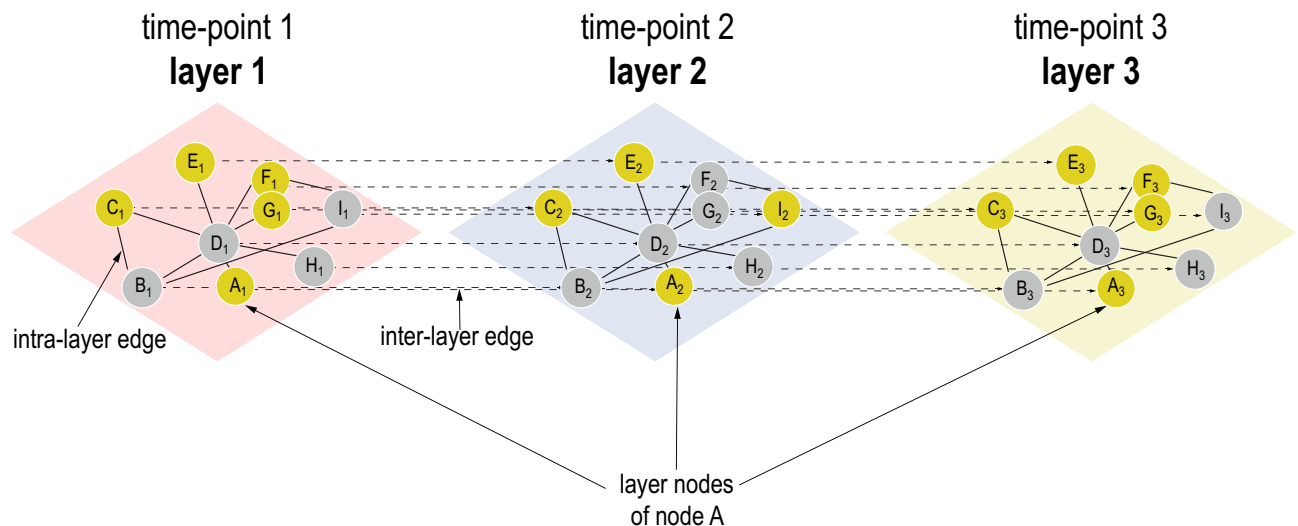 time-point 1
layer 1
time-point 2
layer 2
time-point 3
layer 3
E₁
F₁
C₁
G₁
I₁
D₁
H₁
B₁
A₁
E₂
F₂
C₂
G₂
I₂
D₂
H₂
B₂
A₂
E₃
F₃
C₃
G₃
I₃
D₃
H₃
B₃
A₃
intra-layer edge
inter-layer edge
layer nodes
of node A